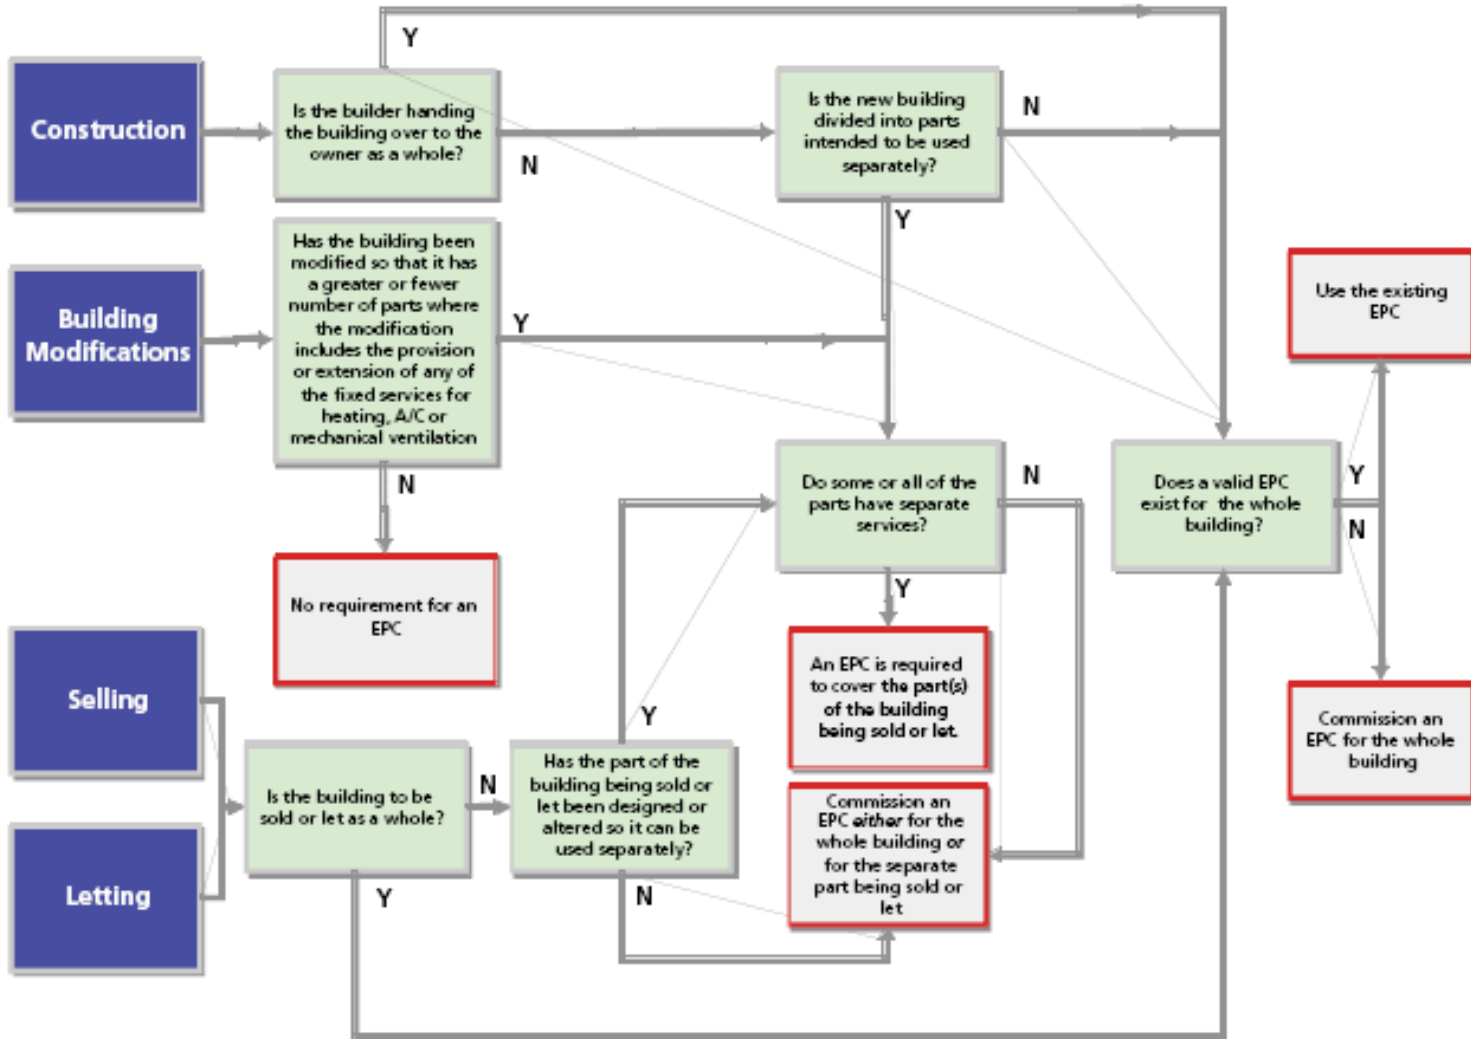 Y
Construction
Is the builder handing
the building over to the
owner as a whole?
N
Is the new building
divided into parts
intended to be used
separately?
N
Y
Building
Modifications
Has the building been
modified so that it has
a greater or fewer
number of parts where
the modification
includes the provision
or extension of any of
the fixed services for
heating, A/C or
mechanical ventilation
Y
N
Use the existing
EPC
Do some or all of the
parts have separate
services?
N
Y
Does a valid EPC
exist for the whole
building?
Y
N
No requirement for an
EPC
An EPC is required
to cover the part(s)
of the building
being sold or let.
Commission an
EPC for the whole
building
Selling
Letting
Is the building to be
sold or let as a whole?
N
Y
Has the part of the
building being sold or
let been designed or
altered so it can be
used separately?
Y
N
Commission an
EPC either for the
whole building or
for the separate
part being sold or
let